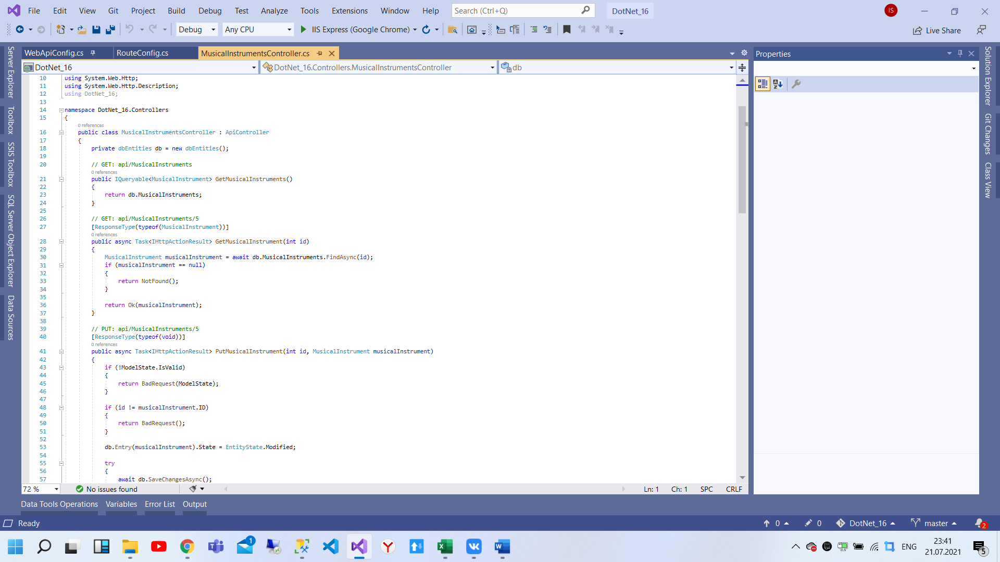 File Edit View Git Project Build Debug Test Analyze Tools Extensions Window Help Search (Ctrl+Q) DotNet_16 IS
Debug Any CPU IIS Express (Google Chrome) Live Share
Server Explorer
Toolbox
SSIS Toolbox
SQL Server Object Explorer
Data Sources
WebApiConfig.cs RouteConfig.cs MusicalInstrumentsController.cs
DotNet_16 DotNet_16.Controllers.MusicalInstrumentsController db
10 using System.Web.Http;
11 using System.Web.Http.Description;
12 using DotNet_16;
13
14 namespace DotNet_16.Controllers
15 {
0 references
16 public class MusicalInstrumentsController : ApiController
17 {
18 private dbEntities db = new dbEntities();
19
20 // GET: api/MusicalInstruments
0 references
21 public IQueryable<MusicalInstrument> GetMusicalInstruments()
22 {
23 return db.MusicalInstruments;
24 }
25
26 // GET: api/MusicalInstruments/5
27 [ResponseType(typeof(MusicalInstrument))]
0 references
28 public async Task<IHttpActionResult> GetMusicalInstrument(int id)
29 {
30 MusicalInstrument musicalInstrument = await db.MusicalInstruments.FindAsync(id);
31 if (musicalInstrument == null)
32 {
33 return NotFound();
34 }
35
36 return Ok(musicalInstrument);
37 }
38
39 // PUT: api/MusicalInstruments/5
40 [ResponseType(typeof(void))]
0 references
41 public async Task<IHttpActionResult> PutMusicalInstrument(int id, MusicalInstrument musicalInstrument)
42 {
43 if (!ModelState.IsValid)
44 {
45 return BadRequest(ModelState);
46 }
47
48 if (id != musicalInstrument.ID)
49 {
50 return BadRequest();
51 }
52
53 db.Entry(musicalInstrument).State = EntityState.Modified;
54
55 try
56 {
57 await db.SaveChangesAsync();
72 % No issues found Ln: 1 Ch: 1 SPC CRLF
Properties
Solution Explorer
Git Changes
Class View
Data Tools Operations Variables Error List Output
Ready 0 0 DotNet_16 master 2
1 ENG 23:41
21.07.2021 5